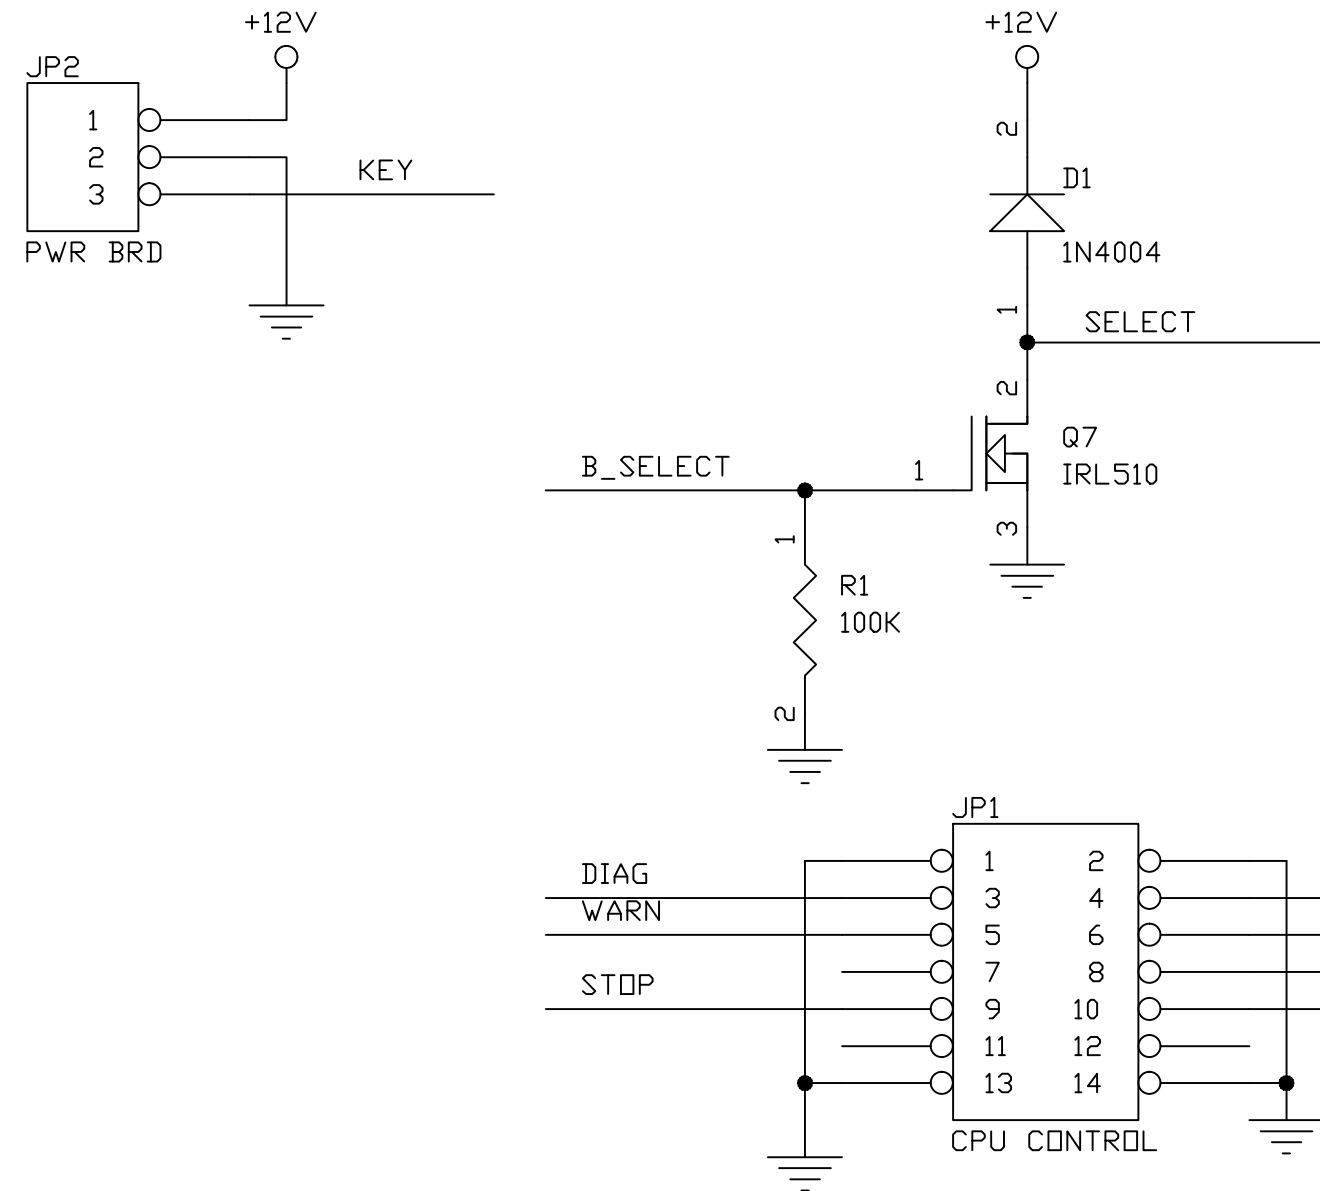 +12V
JP2
1
2
3
KEY
PWR BRD
+12V
2
D1
1N4004
1
SELECT
2
Q7
IRL510
B_SELECT
1
3
1
R1
100K
2
JP1
1 2
DIAG
3 4
WARN
5 6
7 8
STOP
9 10
11 12
13 14
CPU CONTROL